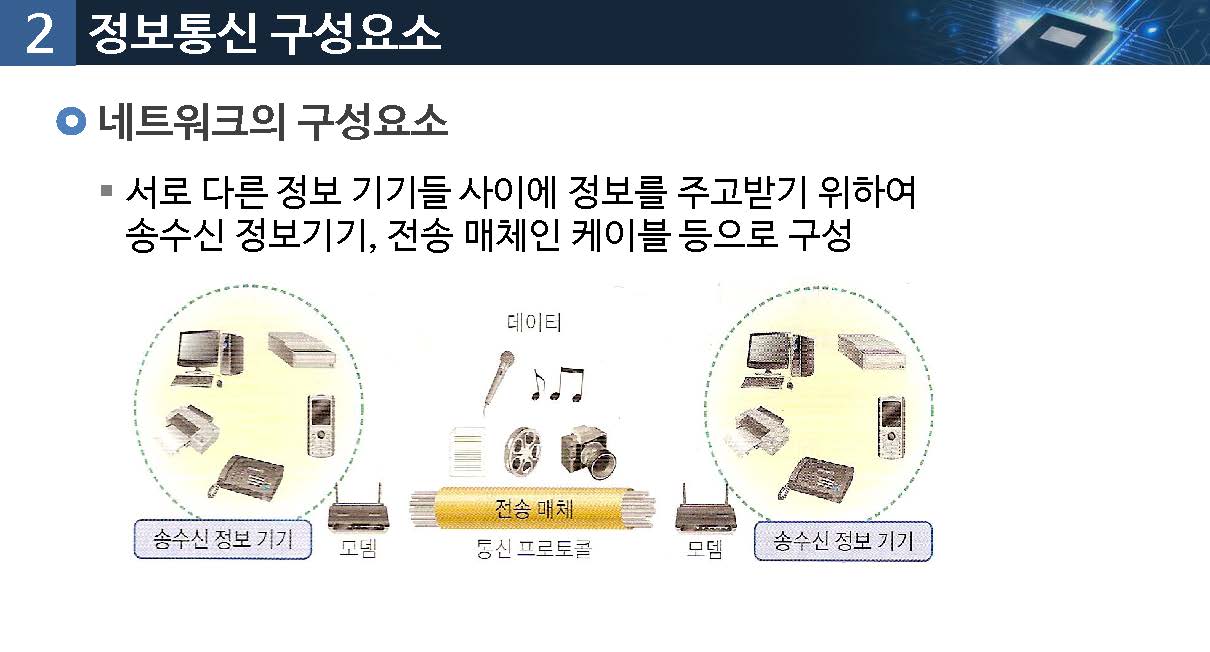 2 정보통신 구성요소
네트워크의 구성요소
서로 다른 정보 기기들 사이에 정보를 주고받기 위하여
송수신 정보기기, 전송 매체인 케이블 등으로 구성
데이터
전송 매체
송수신 정보 기기
모뎀
통신 프로토콜
모뎀
송수신 정보 기기